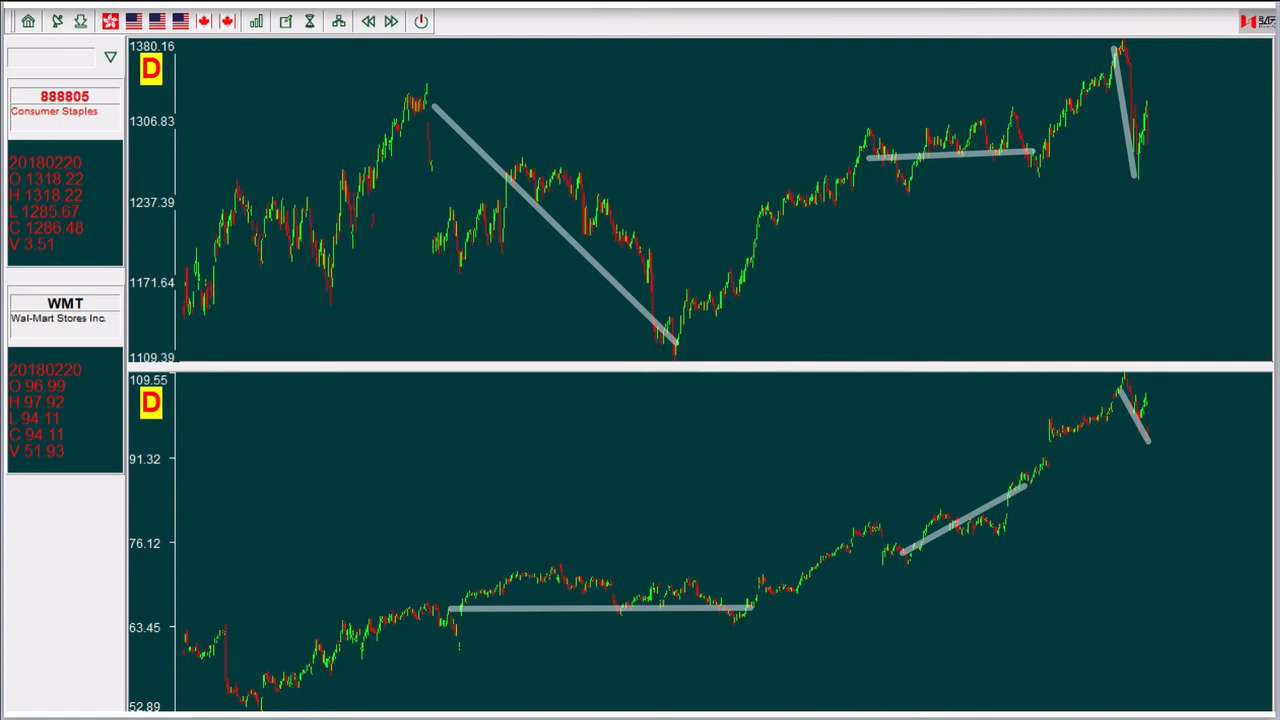 888805
Consumer Staples
20180220
O 1318.22
H 1318.22
L 1285.67
C 1286.48
V 3.51
WMT
Wal-Mart Stores Inc.
20180220
O 96.99
H 97.92
L 94.11
C 94.11
V 51.93
1380.16
D
1306.83
1237.39
1171.64
1109.39
109.55
D
91.32
76.12
63.45
52.89